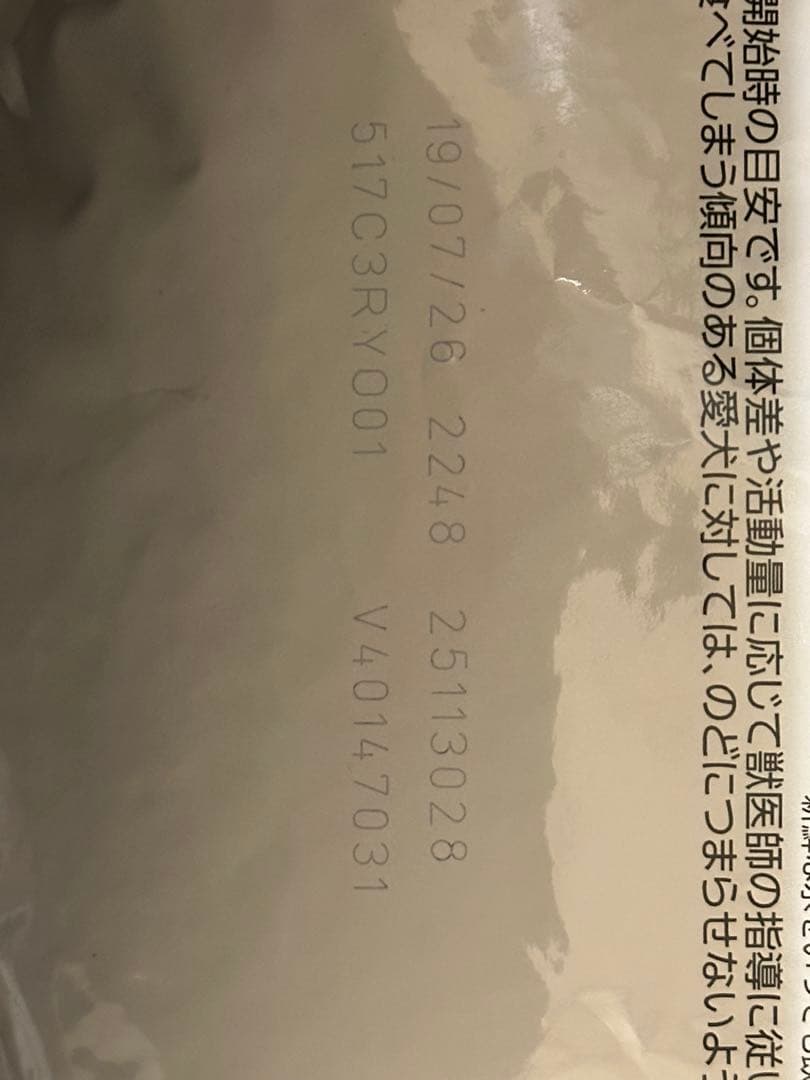 開始時の目安です。個体差や活動量に応じて獣医師の指導に従い
食べてしまう傾向のある愛犬に対しては、のどにつまらせないよう
19/07/26 2248 25113028
517C3RY001 V40147031